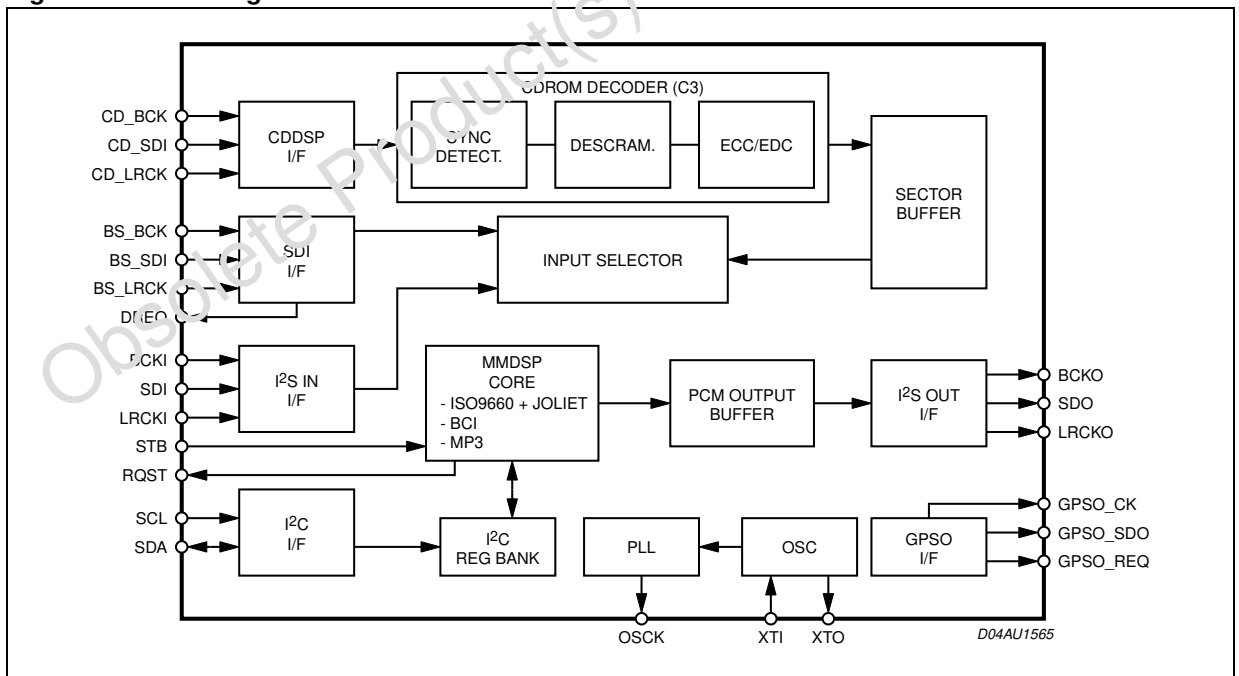 Obsolete Product(s)
CDROM DECODER (C3)
CD_BCK
CD_SDI
CD_LRCK
CDDSP
I/F
SYNC
DETECT.
DESCRAM.
ECC/EDC
SECTOR
BUFFER
BS_BCK
BS_SDI
BS_LRCK
DREQ
SDI
I/F
INPUT SELECTOR
BCKI
SDI
LRCKI
STB
RQST
I²S IN
I/F
MMDSP
CORE
- ISO9660 + JOLIET
- BCI
- MP3
PCM OUTPUT
BUFFER
I²S OUT
I/F
BCKO
SDO
LRCKO
SCL
SDA
I²C
I/F
I²C
REG BANK
PLL
OSC
GPSO
I/F
GPSO_CK
GPSO_SDO
GPSO_REQ
OSCK
XTI
XTO
D04AU1565